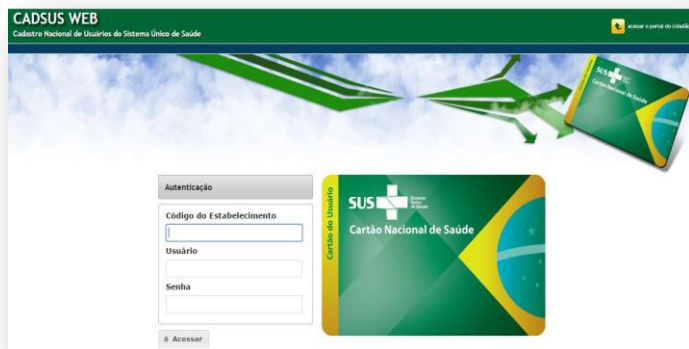 CADSUS WEB
Cadastro Nacional de Usuários do Sistema Único de Saúde
acessar o portal do cidadão
SUS
Cartão Nacional de Saúde
Autenticação
Código do Estabelecimento
Usuário
Senha
Acessar
Cartão do Usuário
SUS
Sistema
Único
de Saúde
Cartão Nacional de Saúde